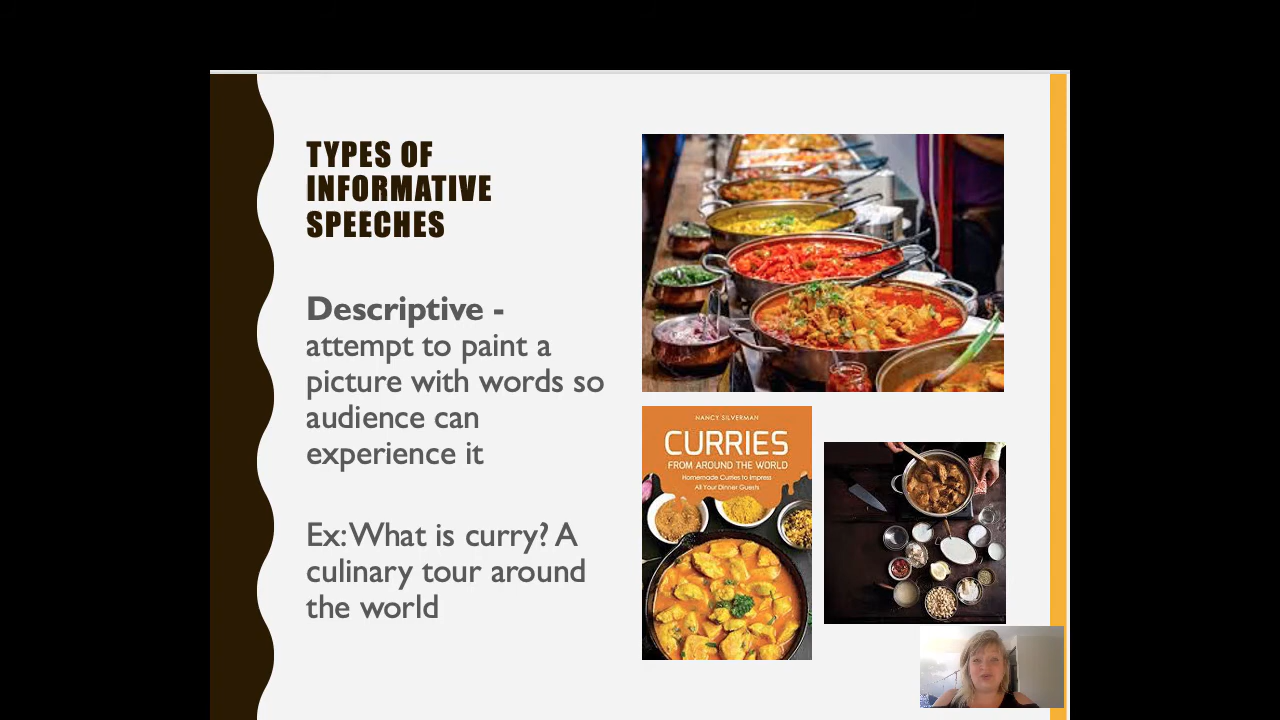 TYPES OF
INFORMATIVE
SPEECHES
Descriptive -
attempt to paint a
picture with words so
audience can
experience it
Ex: What is curry? A
culinary tour around
the world
NANCY SILVERMAN
CURRIES
FROM AROUND THE WORLD
Homemade Curries to Impress
All Your Dinner Guests